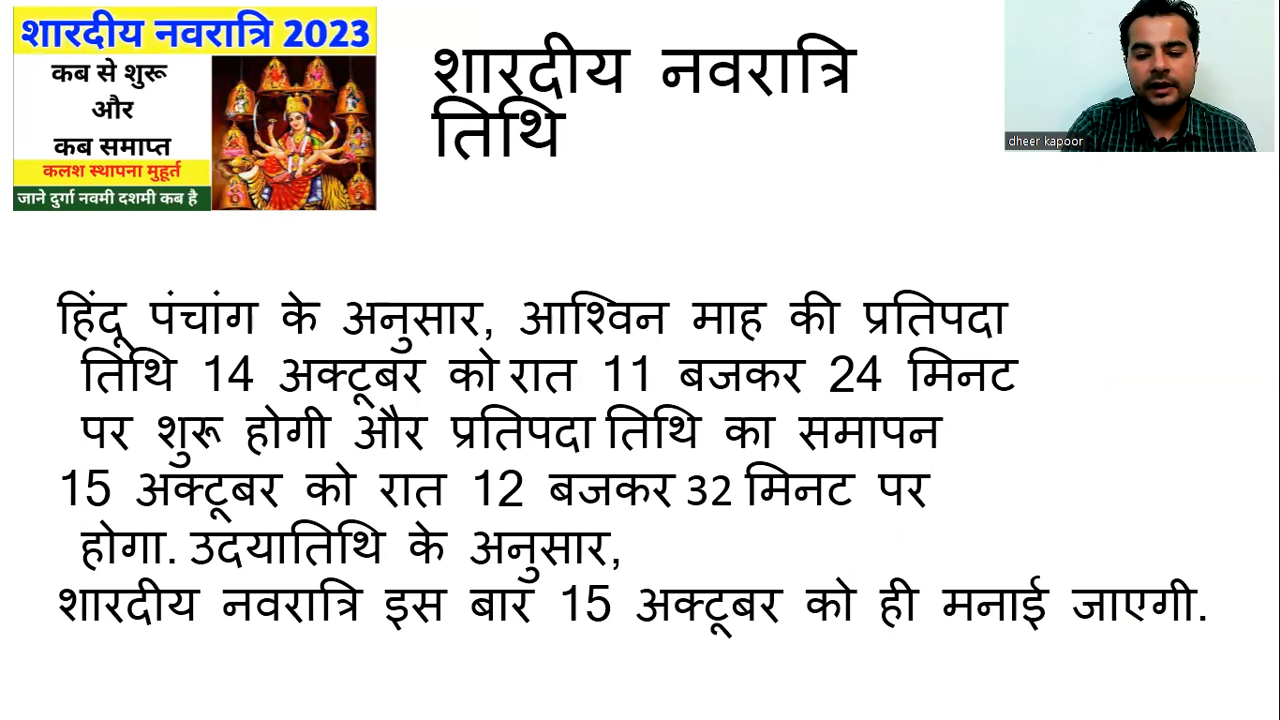 शारदीय नवरात्रि 2023
कब से शुरू
और
कब समाप्त
कलश स्थापना मुहूर्त
जाने दुर्गा नवमी दशमी कब है
शारदीय नवरात्रि
तिथि
dheer kapoor
हिंदू पंचांग के अनुसार, आश्विन माह की प्रतिपदा
तिथि 14 अक्टूबर को रात 11 बजकर 24 मिनट
पर शुरू होगी और प्रतिपदा तिथि का समापन
15 अक्टूबर को रात 12 बजकर 32 मिनट पर
होगा. उदयातिथि के अनुसार,
शारदीय नवरात्रि इस बार 15 अक्टूबर को ही मनाई जाएगी.